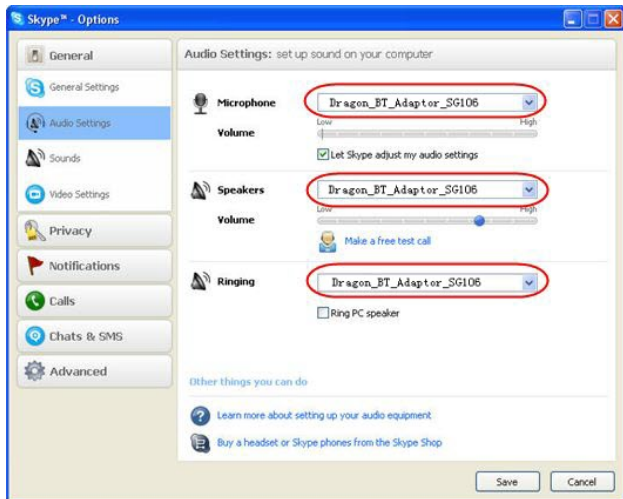 Skype™ - Options
General
General Settings
Audio Settings
Sounds
Video Settings
Privacy
Notifications
Calls
Chats & SMS
Advanced
Audio Settings: set up sound on your computer
Microphone
Dragon_BT_Adaptor_SG106
Volume
Low High
Let Skype adjust my audio settings
Speakers
Dragon_BT_Adaptor_SG106
Volume
Low High
Make a free test call
Ringing
Dragon_BT_Adaptor_SG106
Ring PC speaker
Other things you can do
Learn more about setting up your audio equipment
Buy a headset or Skype phones from the Skype Shop
Save Cancel